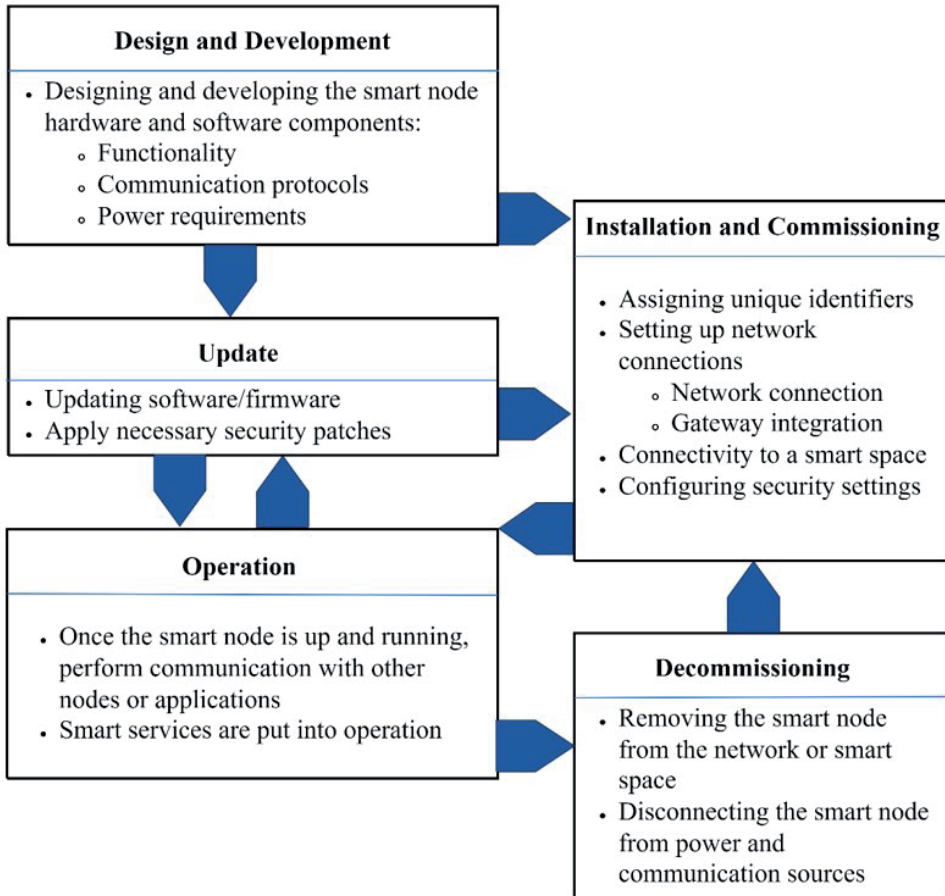 Design and Development
• Designing and developing the smart node
hardware and software components:
∘ Functionality
∘ Communication protocols
∘ Power requirements
Installation and Commissioning
• Assigning unique identifiers
• Setting up network
connections
∘ Network connection
∘ Gateway integration
• Connectivity to a smart space
• Configuring security settings
Update
• Updating software/firmware
• Apply necessary security patches
Operation
• Once the smart node is up and running,
perform communication with other
nodes or applications
• Smart services are put into operation
Decommissioning
• Removing the smart node
from the network or smart
space
• Disconnecting the smart node
from power and
communication sources